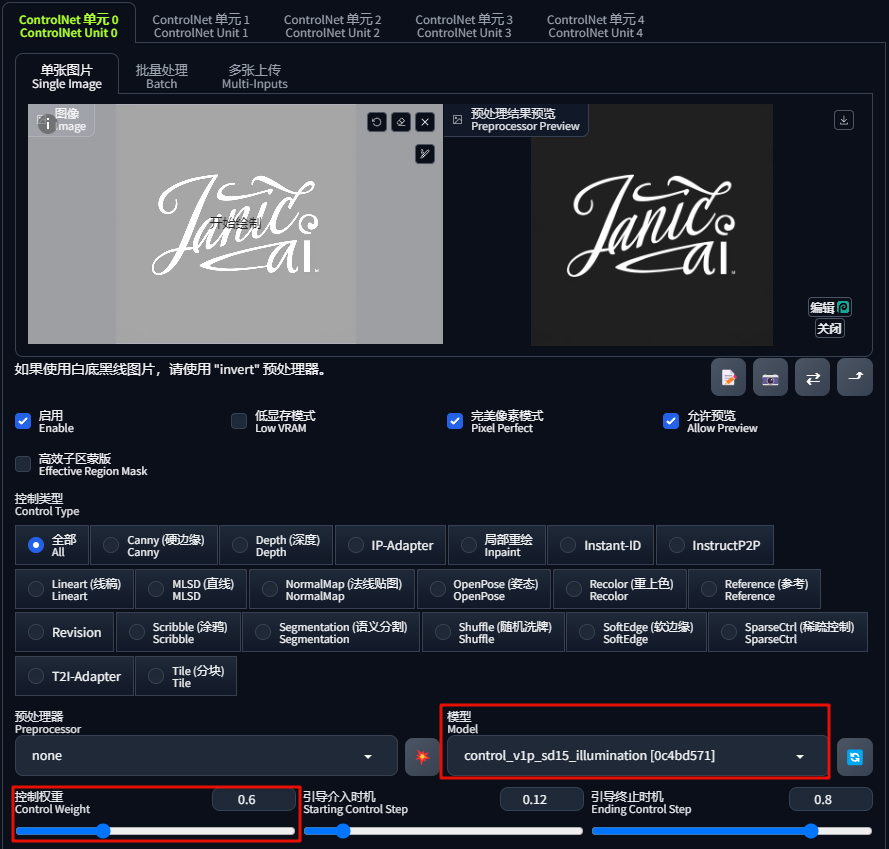 ControlNet 单元 0
ControlNet Unit 0
ControlNet 单元 1
ControlNet Unit 1
ControlNet 单元 2
ControlNet Unit 2
ControlNet 单元 3
ControlNet Unit 3
ControlNet 单元 4
ControlNet Unit 4
单张图片
Single Image
批量处理
Batch
多张上传
Multi-Inputs
图像
mage
Janic
ai
开始绘制
预处理结果预览
Preprocessor Preview
Janic
ai
编辑
关闭
如果使用白底黑线图片，请使用 "invert" 预处理器。
启用
Enable
低显存模式
Low VRAM
完美像素模式
Pixel Perfect
允许预览
Allow Preview
高效子区蒙版
Effective Region Mask
控制类型
Control Type
全部
All
Canny (硬边缘)
Canny
Depth (深度)
Depth
IP-Adapter
局部重绘
Inpaint
Instant-ID
InstructP2P
Lineart (线稿)
Lineart
MLSD (直线)
MLSD
NormalMap (法线贴图)
NormalMap
OpenPose (姿态)
OpenPose
Recolor (重上色)
Recolor
Reference (参考)
Reference
Revision
Scribble (涂鸦)
Scribble
Segmentation (语义分割)
Segmentation
Shuffle (随机洗牌)
Shuffle
SoftEdge (软边缘)
SoftEdge
SparseCtrl (稀疏控制)
SparseCtrl
T2I-Adapter
Tile (分块)
Tile
预处理器
Preprocessor
none
模型
Model
control_v1p_sd15_illumination [0c4bd571]
控制权重
Control Weight
0.6
引导介入时机
Starting Control Step
0.12
引导终止时机
Ending Control Step
0.8